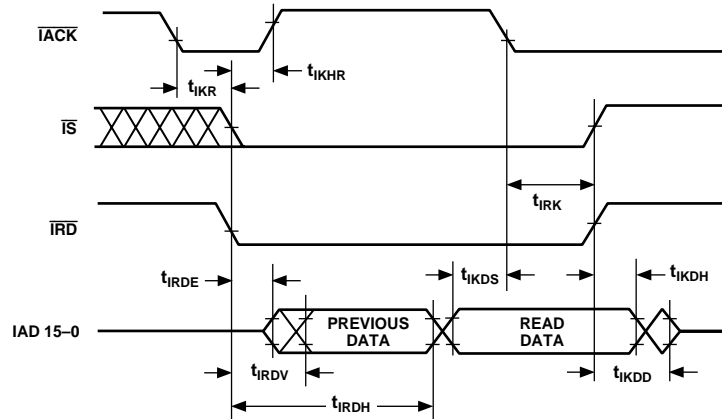 IACK
tIKHR
tIKR
IS
tIRK
IRD
tIRDE
tIKDS
tIKDH
IAD 15–0
PREVIOUS
DATA
READ
DATA
tIRDV
tIKDD
tIRDH